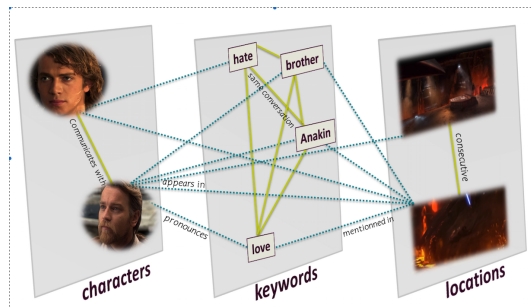 hate
brother
same conversation
Anakin
love
Communicates with
appears in
pronounces
mentionned in
consecutive
characters
keywords
locations